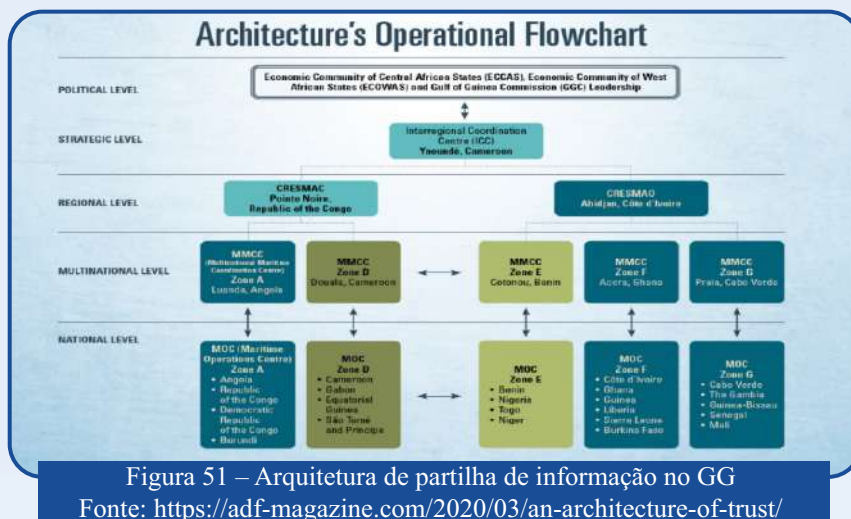 Architecture's Operational Flowchart
POLITICAL LEVEL
Economic Community of Central African States (ECCAS), Economic Community of West
African States (ECOWAS) and Gulf of Guinea Commission (GGC) Leadership
STRATEGIC LEVEL
Interregional Coordination
Centre (ICC)
Yaoundé, Cameroon
REGIONAL LEVEL
CRESMAC
Pointe Noire,
Republic of the Congo
CRESMAO
Abidjan, Côte d'Ivoire
MULTINATIONAL LEVEL
MMCC
(Multinational Maritime
Coordination Centre)
Zone A
Luanda, Angola
MMCC
Zone D
Douala, Cameroon
MMCC
Zone E
Cotonou, Benin
MMCC
Zone F
Accra, Ghana
MMCC
Zone G
Praia, Cabo Verde
NATIONAL LEVEL
MOC (Maritime
Operations Centre)
Zone A
• Angola
• Republic
of the Congo
• Democratic
Republic
of the Congo
• Burundi
MOC
Zone D
• Cameroon
• Gabon
• Equatorial
Guinea
• São Tomé
and Príncipe
MOC
Zone E
• Benin
• Nigeria
• Togo
• Niger
MOC
Zone F
• Côte d'Ivoire
• Ghana
• Guinea
• Liberia
• Sierra Leone
• Burkina Faso
MOC
Zone G
• Cabo Verde
• The Gambia
• Guinea-Bissau
• Senegal
• Mali
Figura 51 – Arquitetura de partilha de informação no GG
Fonte: https://adf-magazine.com/2020/03/an-architecture-of-trust/